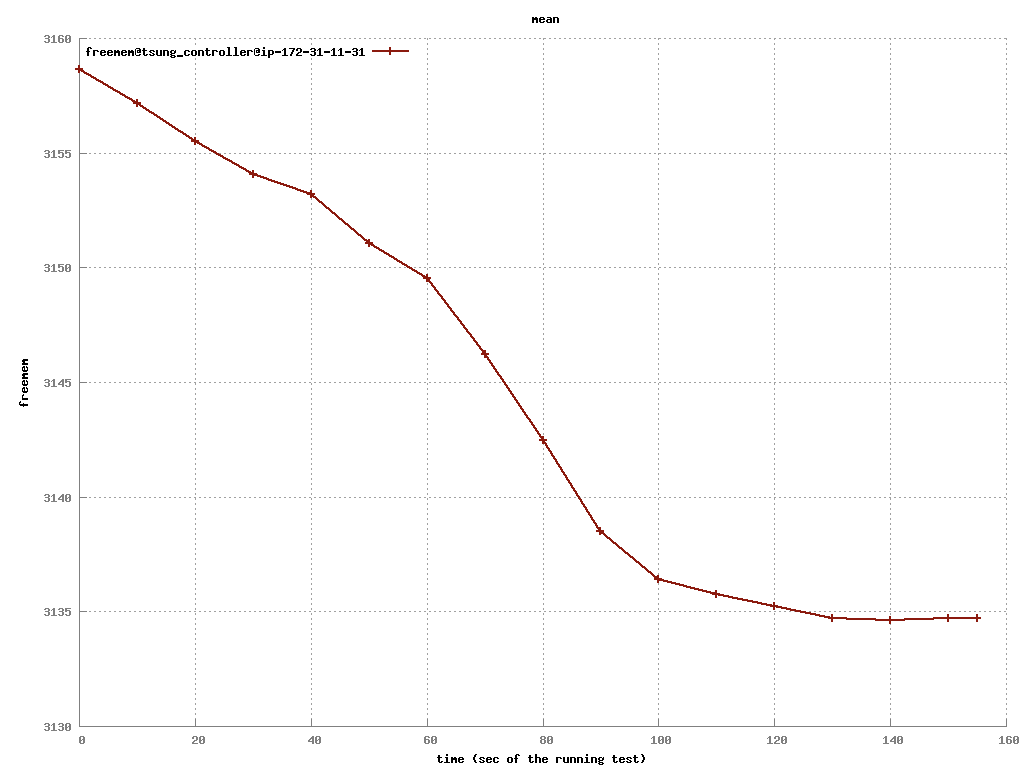 mean
3160
freemem@tsung_controller@ip-172-31-11-31
3155
3150
3145
3140
3135
3130
freemem
0 20 40 60 80 100 120 140 160
time (sec of the running test)